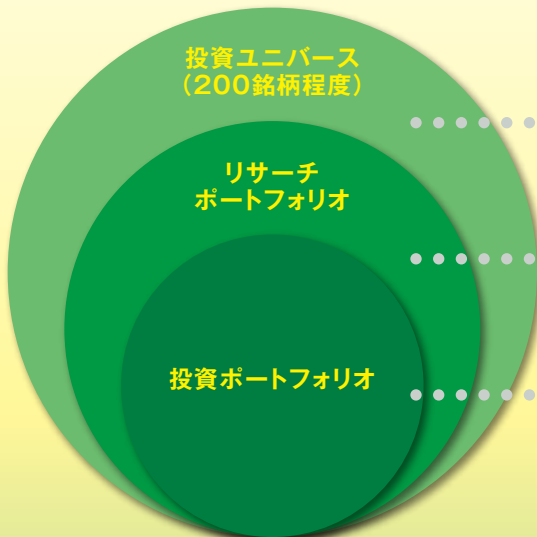 投資ユニバース
（200銘柄程度）
リサーチ
ポートフォリオ
投資ポートフォリオ